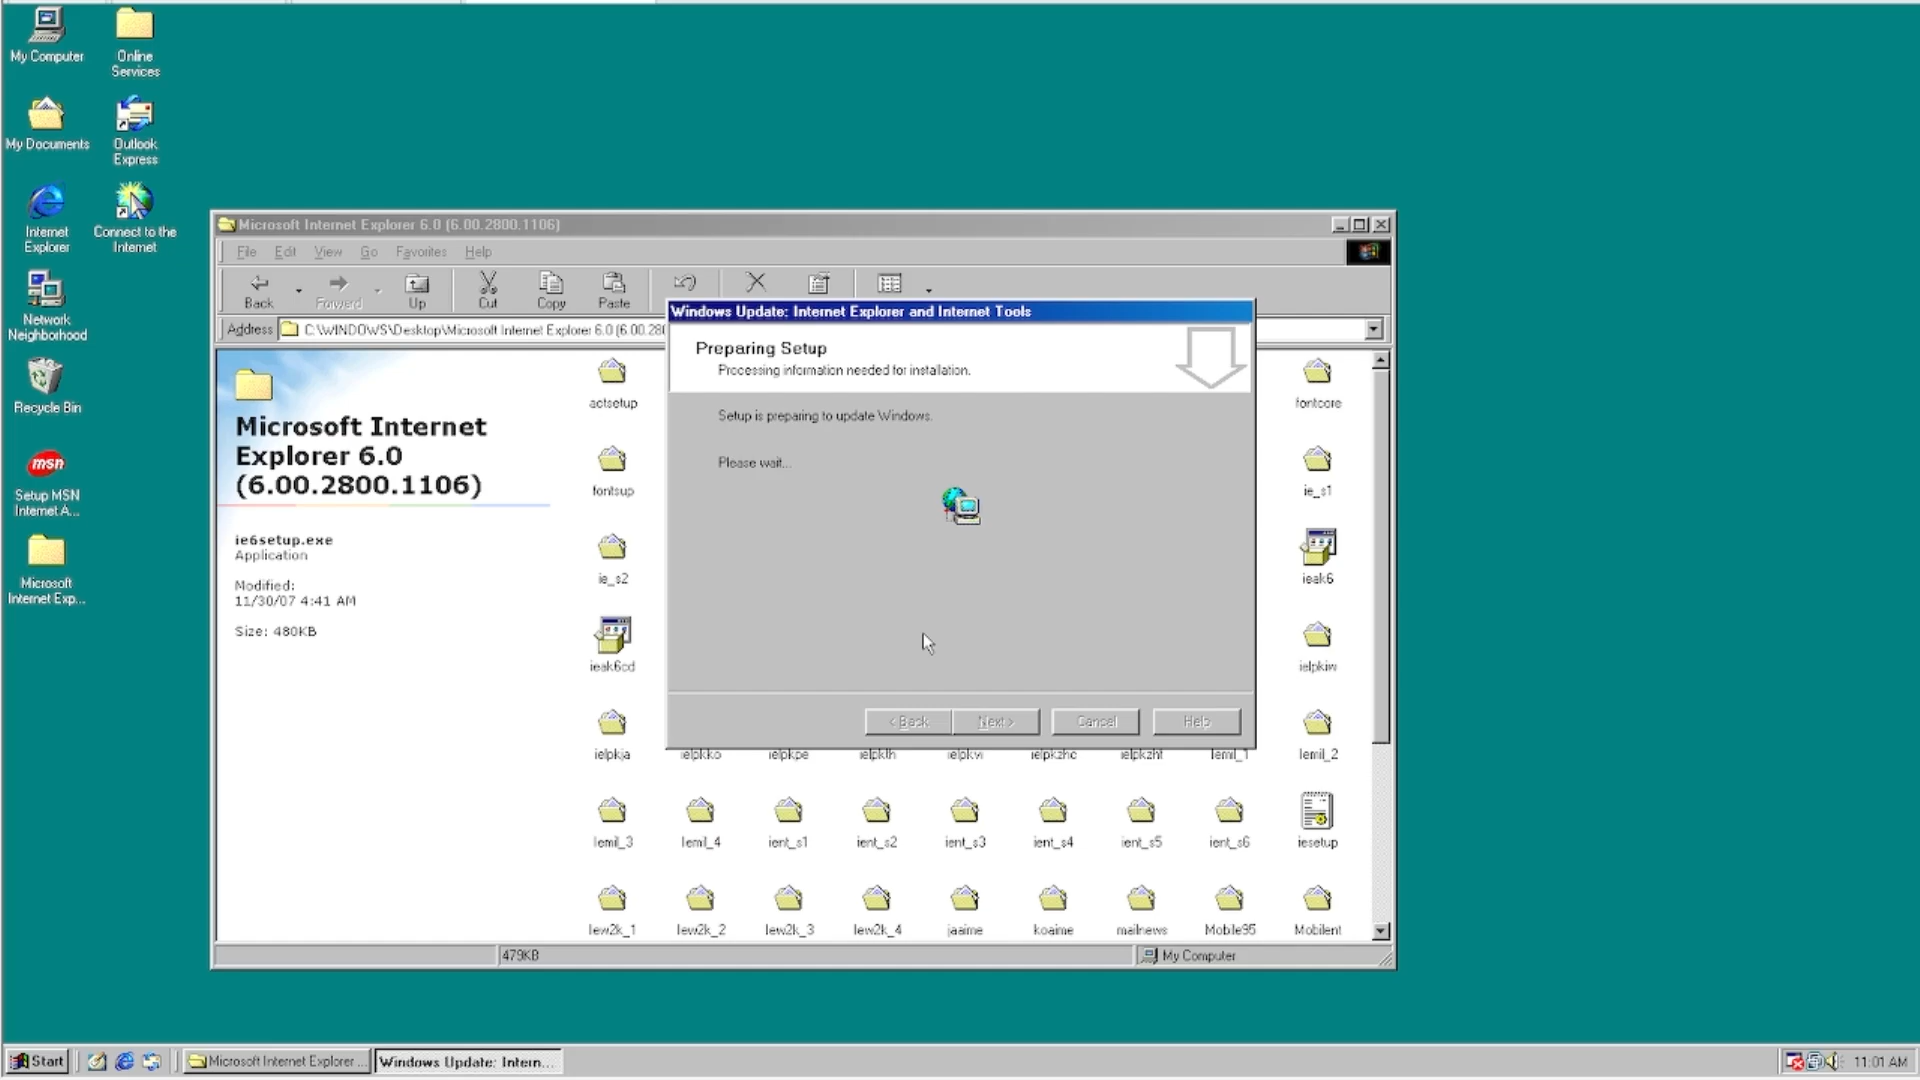 My Computer
Online
Services
My Documents
Outlook
Express
Internet
Explorer
Connect to the
Internet
Network
Neighborhood
Recycle Bin
msn
Setup MSN
Internet A...
Microsoft
Internet Exp...
Microsoft Internet Explorer 6.0 (6.00.2800.1106)
File Edit View Go Favorites Help
Back Forward Up Cut Copy Paste
Address C:\WINDOWS\Desktop\Microsoft Internet Explorer 6.0 (6.00.28
Microsoft Internet
Explorer 6.0
(6.00.2800.1106)
ie6setup.exe
Application
Modified:
11/30/07 4:41 AM
Size: 480KB
Windows Update: Internet Explorer and Internet Tools
Preparing Setup
Processing information needed for installation.
Setup is preparing to update Windows.
Please wait...
< Back Next > Cancel Help
actsetup fontcore
fontsup ie_s1
ie_s2 ieak6
ieak6cd ielpkiw
ielpkja ielpkko ielpkpe ielpkth ielpkvi ielpkzhc ielpkzht Iemil_1 Iemil_2
Iemil_3 Iemil_4 ient_s1 ient_s2 ient_s3 ient_s4 ient_s5 ient_s6 iesetup
Iew2k_1 Iew2k_2 Iew2k_3 Iew2k_4 jaaime koaime mailnews Mobile95 Mobilent
479KB My Computer
Start Microsoft Internet Explorer ... Windows Update: Intern... 11:01 AM